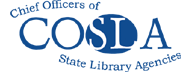 Chief Officers of
COSLA
State Library Agencies